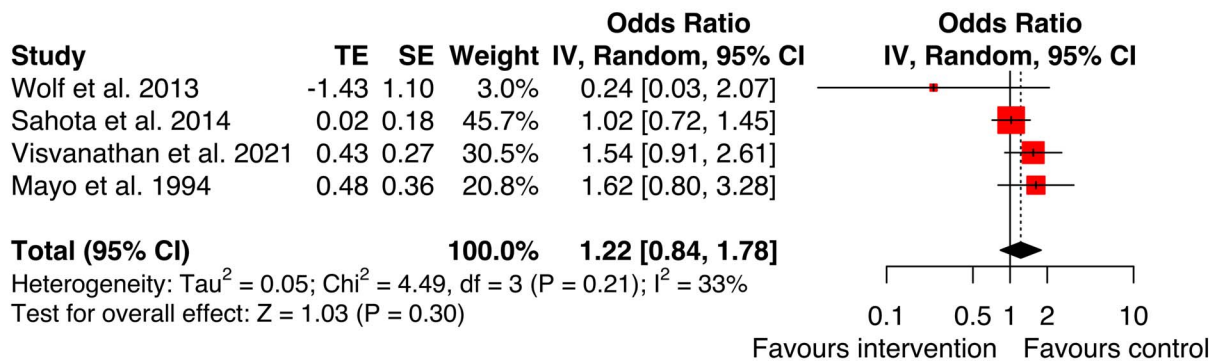 Odds Ratio Odds Ratio
Study TE SE Weight IV, Random, 95% CI IV, Random, 95% CI
Wolf et al. 2013 -1.43 1.10 3.0% 0.24 [0.03, 2.07]
Sahota et al. 2014 0.02 0.18 45.7% 1.02 [0.72, 1.45]
Visvanathan et al. 2021 0.43 0.27 30.5% 1.54 [0.91, 2.61]
Mayo et al. 1994 0.48 0.36 20.8% 1.62 [0.80, 3.28]
Total (95% CI) 100.0% 1.22 [0.84, 1.78]
Heterogeneity: Tau² = 0.05; Chi² = 4.49, df = 3 (P = 0.21); I² = 33%
Test for overall effect: Z = 1.03 (P = 0.30)
0.1 0.5 1 2 10
Favours intervention Favours control